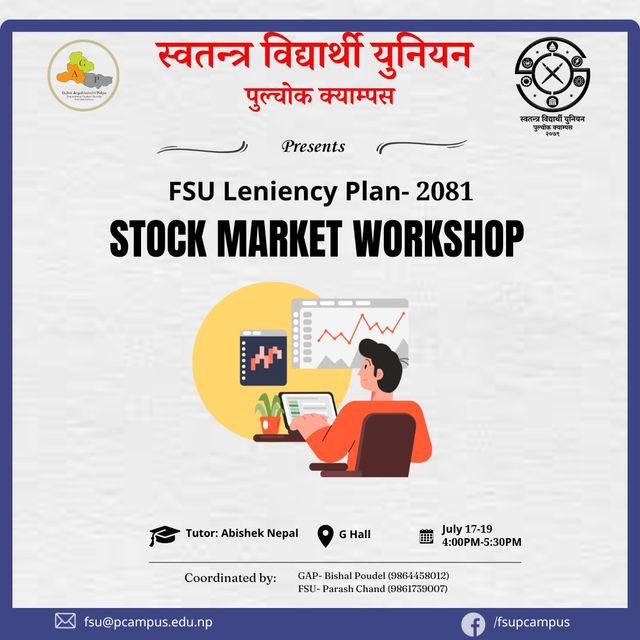 स्वतन्त्र विद्यार्थी युनियन
पुल्चोक क्याम्पस
स्वतन्त्र विद्यार्थी युनियन
पुल्चोक क्याम्पस
२०७९
Presents
FSU Leniency Plan- 2081
STOCK MARKET WORKSHOP
Tutor: Abishek Nepal
G Hall
July 17-19
4:00PM-5:30PM
Coordinated by:
GAP- Bishal Poudel (9864458012)
FSU- Parash Chand (9861739007)
fsu@pcampus.edu.np
/fsupcampus